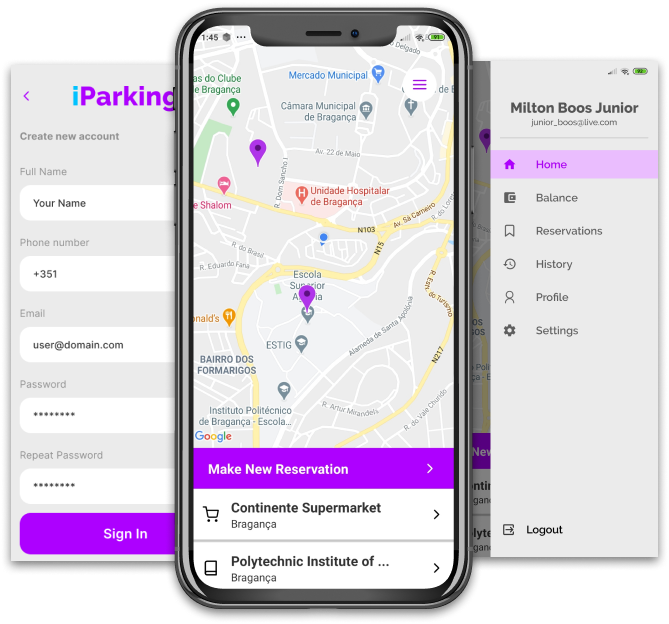 iParking
Create new account
Full Name
Your Name
Phone number
+351
Email
user@domain.com
Password
********
Repeat Password
********
Sign In
1:45
91
Delgado
as do Clube
de Bragança
Mercado Municipal
Câmara Municipal
de Bragança
Av. 22 de Maio
R. Dom Sancho I
Unidade Hospitalar
de Bragança
e Shalom
Av. Sá Carneiro
N103
N15
R. do Brasil
R. Eduardo Faria
Escola
Superior
Alameda de Santa Apolónia
nald's
ESTIG
BAIRRO DOS
FORMARIGOS
N217
Instituto Politécnico
de Bragança - Escola...
R. Artur Mirandela
R. do Vale Churido
Google
Make New Reservation
Continente Supermarket
Bragança
Polytechnic Institute of ...
Bragança
92
Milton Boos Junior
junior_boos@live.com
Home
Balance
Reservations
History
Profile
Settings
Logout